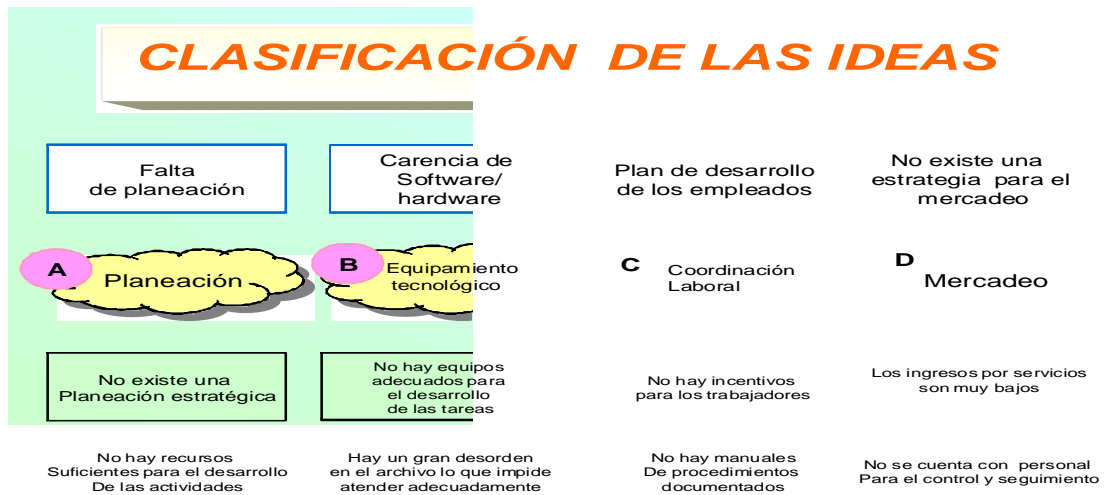 CLASIFICACIÓN DE LAS IDEAS
Falta
de planeación
Carencia de
Software/
hardware
Plan de desarrollo
de los empleados
No existe una
estrategia para el
mercadeo
A
Planeación
B
Equipamiento
tecnológico
C
Coordinación
Laboral
D
Mercadeo
No existe una
Planeación estratégica
No hay equipos
adecuados para
el desarrollo
de las tareas
No hay incentivos
para los trabajadores
Los ingresos por servicios
son muy bajos
No hay recursos
Suficientes para el desarrollo
De las actividades
Hay un gran desorden
en el archivo lo que impide
atender adecuadamente
No hay manuales
De procedimientos
documentados
No se cuenta con personal
Para el control y seguimiento